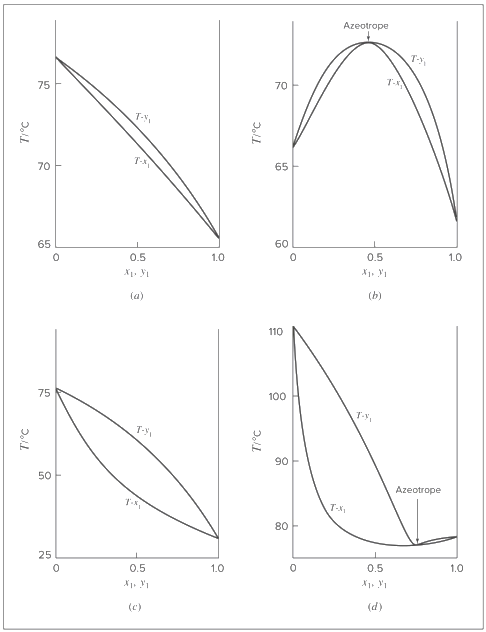 75
70
65
T/°C
T-y₁
T-x₁
0
0.5
1.0
x₁, y₁
(a)
Azeotrope
70
65
60
T/°C
T-y₁
T-x₁
0
0.5
1.0
x₁, y₁
(b)
75
50
25
T/°C
T-y₁
T-x₁
0
0.5
1.0
x₁, y₁
(c)
110
100
90
80
T/°C
T-y₁
Azeotrope
T-x₁
0
0.5
1.0
x₁, y₁
(d)